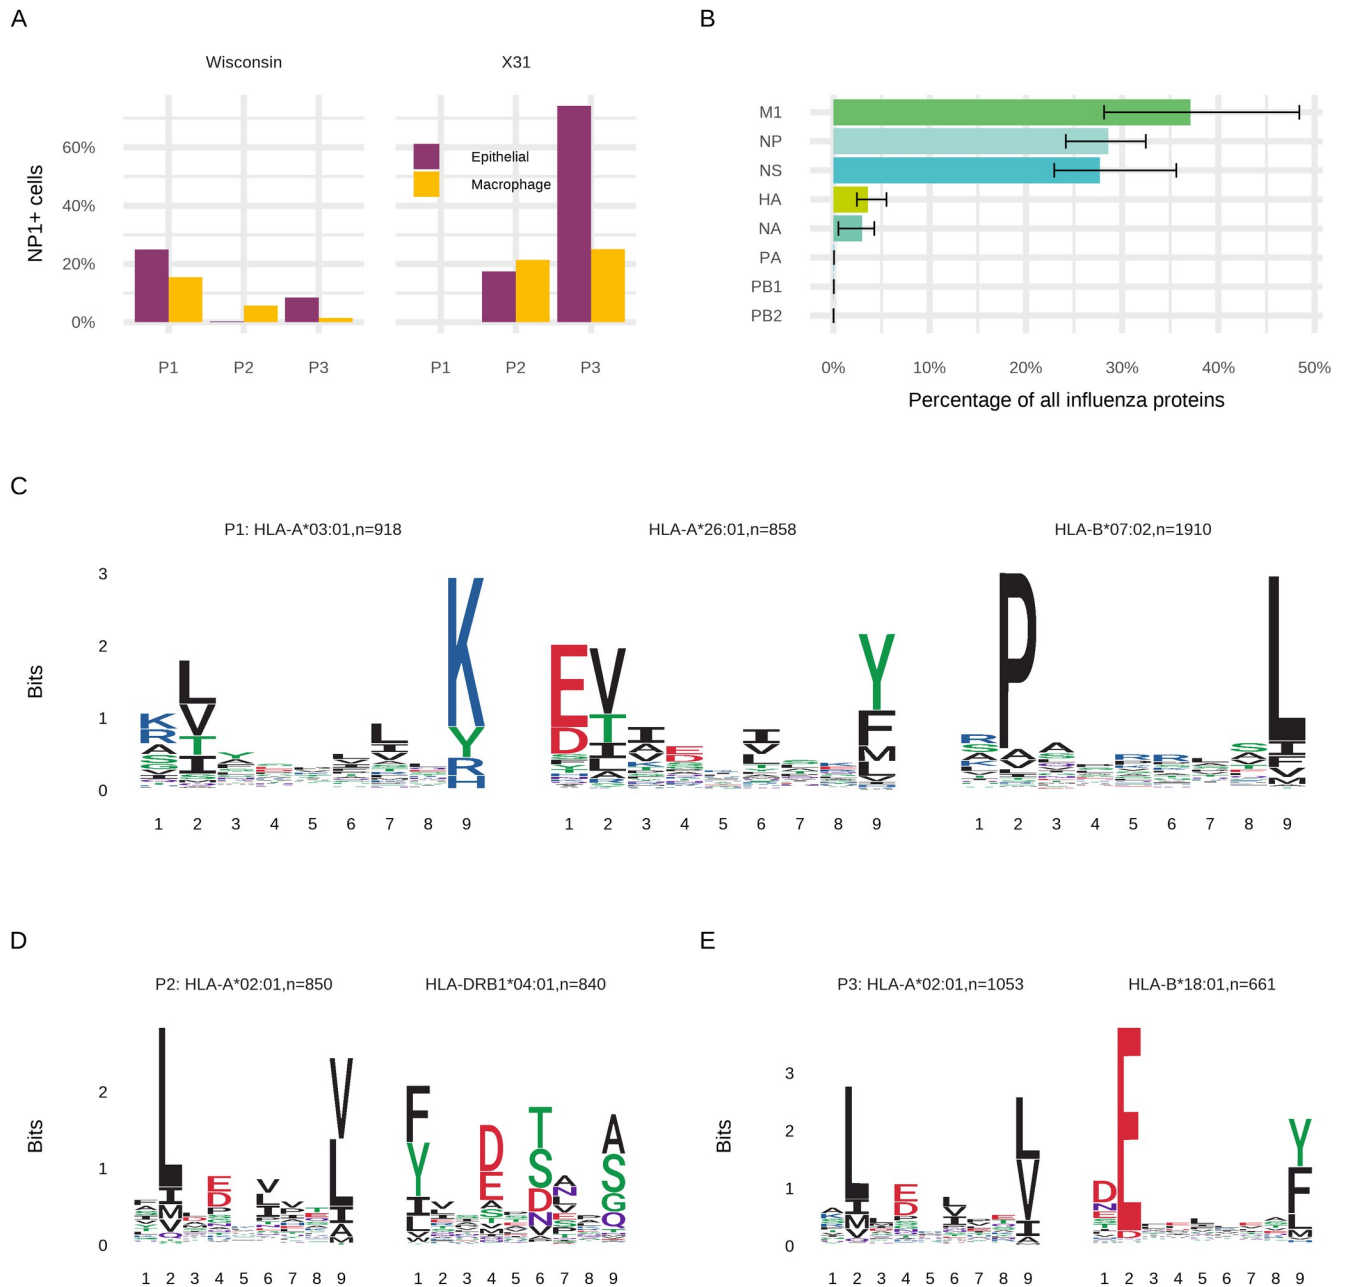 A
Wisconsin
X31
NP1+ cells
60%
40%
20%
0%
Epithelial
Macrophage
P1
P2
P3
P1
P2
P3
B
M1
NP
NS
HA
NA
PA
PB1
PB2
0%
10%
20%
30%
40%
50%
Percentage of all influenza proteins
C
P1: HLA-A*03:01,n=918
HLA-A*26:01,n=858
HLA-B*07:02,n=1910
Bits
3
2
1
0
1 2 3 4 5 6 7 8 9
1 2 3 4 5 6 7 8 9
1 2 3 4 5 6 7 8 9
D
P2: HLA-A*02:01,n=850
HLA-DRB1*04:01,n=840
Bits
2
1
0
1 2 3 4 5 6 7 8 9
1 2 3 4 5 6 7 8 9
E
P3: HLA-A*02:01,n=1053
HLA-B*18:01,n=661
Bits
3
2
1
0
1 2 3 4 5 6 7 8 9
1 2 3 4 5 6 7 8 9